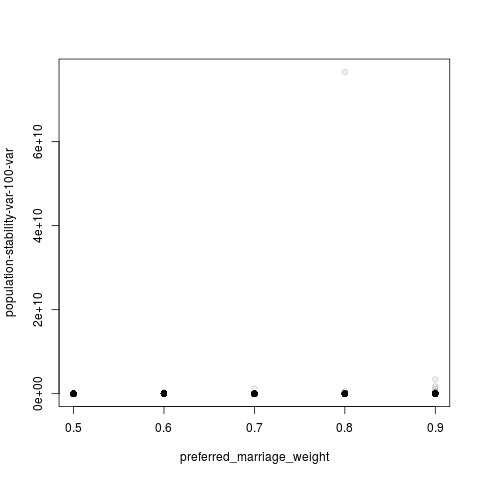 population-stability-var-100-var
6e+10
4e+10
2e+10
0e+00
0.5 0.6 0.7 0.8 0.9
preferred_marriage_weight